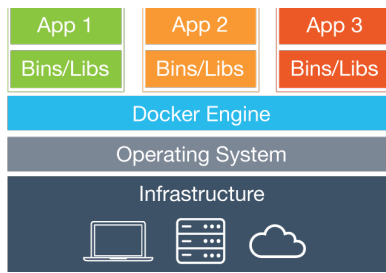 App 1
App 2
App 3
Bins/Libs
Bins/Libs
Bins/Libs
Docker Engine
Operating System
Infrastructure